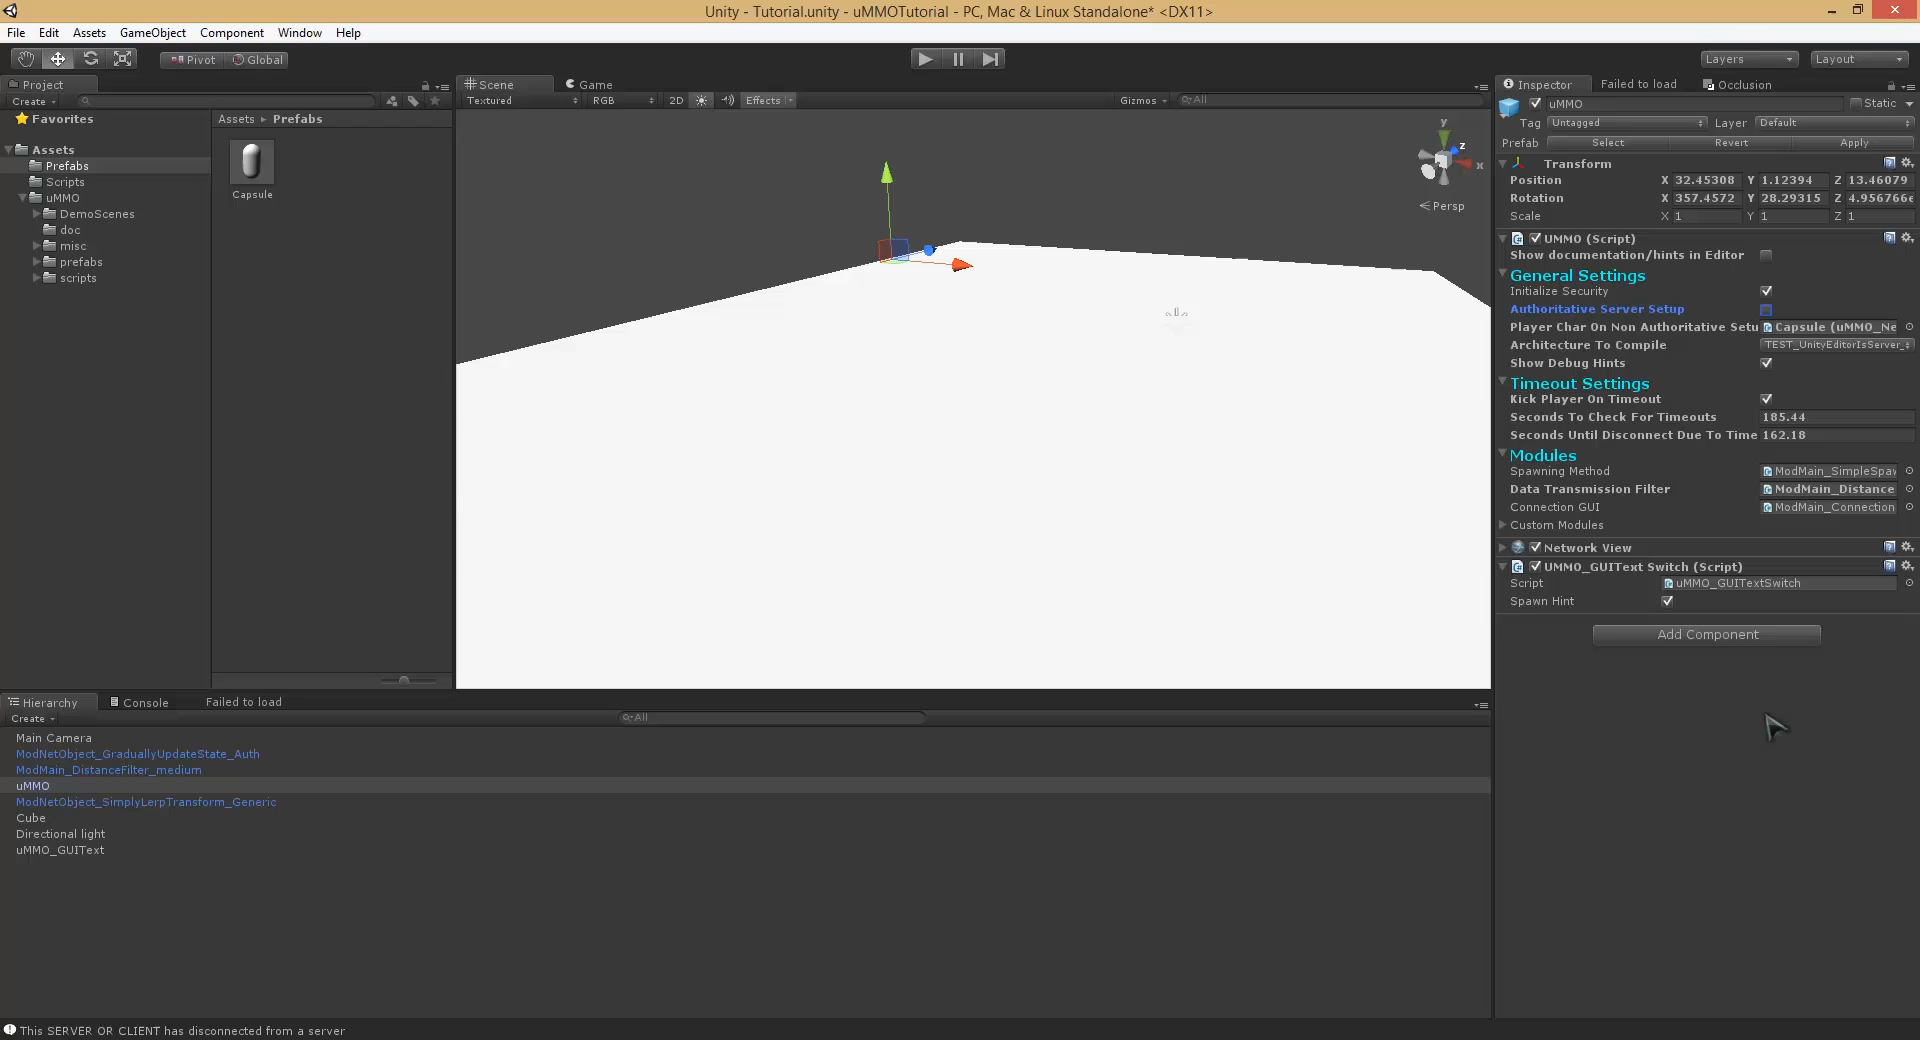 Unity - Tutorial.unity - uMMOTutorial - PC, Mac & Linux Standalone* <DX11>
File Edit Assets GameObject Component Window Help
Pivot Global Layers Layout
Project
Create
Favorites
Assets
Prefabs
Scripts
uMMO
DemoScenes
doc
misc
prefabs
scripts
Assets ▸ Prefabs
Capsule
Scene Game
Textured RGB 2D Effects Gizmos All
y
z
x
Persp
Inspector Failed to load Occlusion
uMMO Static
Tag Untagged Layer Default
Prefab Select Revert Apply
Transform
Position X 32.45308 Y 1.12394 Z 13.46079
Rotation X 357.4572 Y 28.29315 Z 4.956766e
Scale X 1 Y 1 Z 1
UMMO (Script)
Show documentation/hints in Editor
General Settings
Initialize Security
Authoritative Server Setup
Player Char On Non Authoritative Setu Capsule (uMMO_Ne
Architecture To Compile TEST_UnityEditorIsServer_
Show Debug Hints
Timeout Settings
Kick Player On Timeout
Seconds To Check For Timeouts 185.44
Seconds Until Disconnect Due To Time 162.18
Modules
Spawning Method ModMain_SimpleSpaw
Data Transmission Filter ModMain_Distance
Connection GUI ModMain_Connection
Custom Modules
Network View
UMMO_GUIText Switch (Script)
Script uMMO_GUITextSwitch
Spawn Hint
Add Component
Hierarchy Console Failed to load
Create All
Main Camera
ModNetObject_GraduallyUpdateState_Auth
ModMain_DistanceFilter_medium
uMMO
ModNetObject_SimplyLerpTransform_Generic
Cube
Directional light
uMMO_GUIText
This SERVER OR CLIENT has disconnected from a server